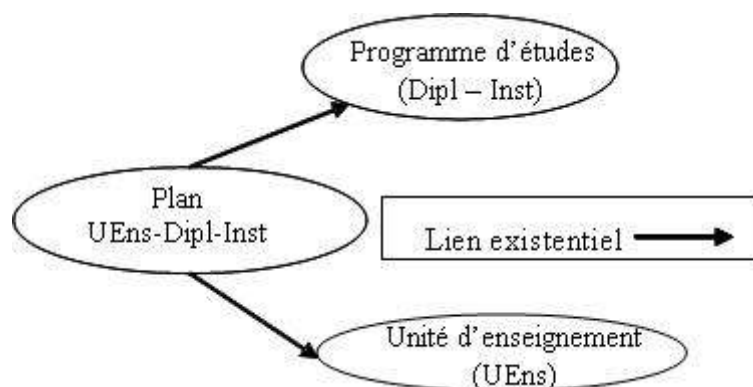 Programme d'études
(Dipl – Inst)
Plan
UEns-Dipl-Inst
Lien existentiel
Unité d'enseignement
(UEns)